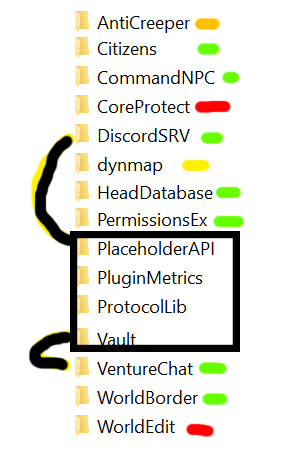 AntiCreeper
Citizens
CommandNPC
CoreProtect
DiscordSRV
dynmap
HeadDatabase
PermissionsEx
PlaceholderAPI
PluginMetrics
ProtocolLib
Vault
VentureChat
WorldBorder
WorldEdit